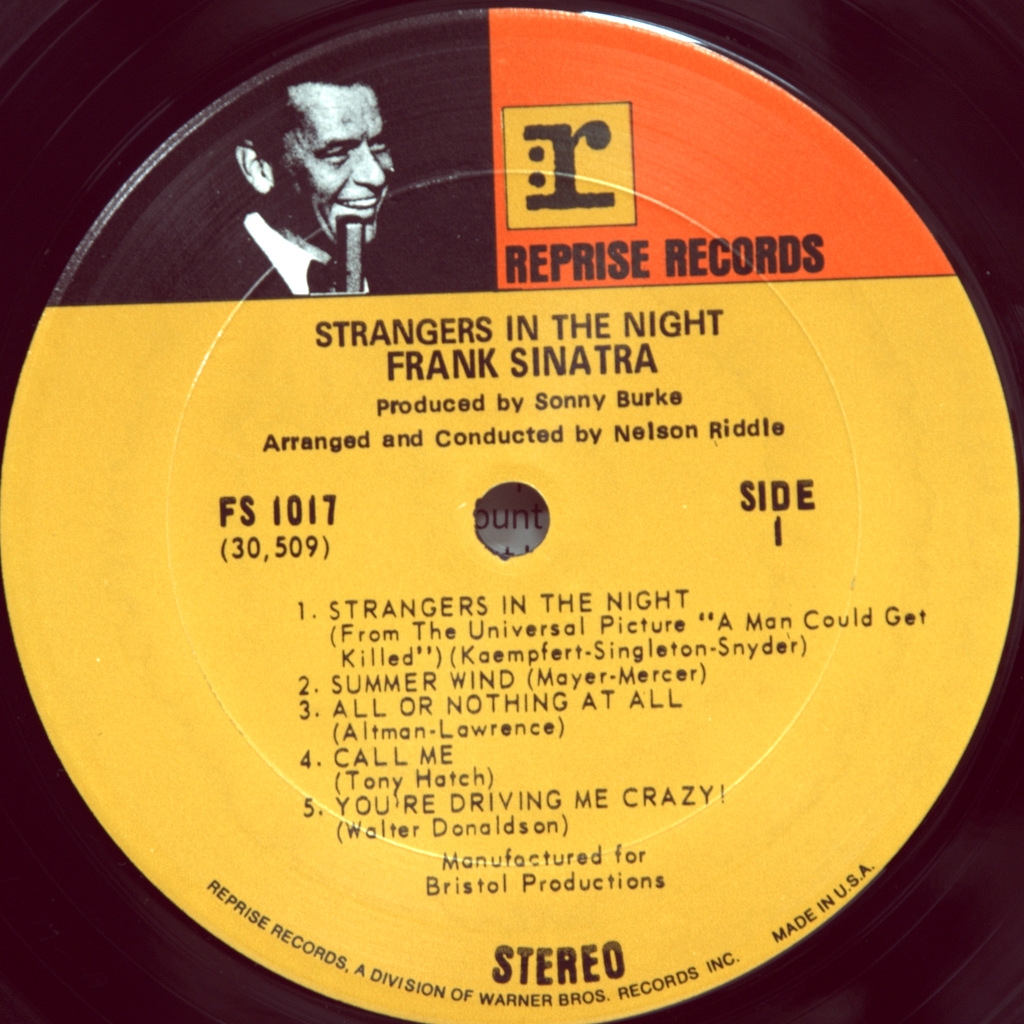 r
REPRISE RECORDS
STRANGERS IN THE NIGHT
FRANK SINATRA
Produced by Sonny Burke
Arranged and Conducted by Nelson Riddle
FS 1017
(30,509)
SIDE
1
ount
1. STRANGERS IN THE NIGHT
(From The Universal Picture "A Man Could Get
Killed") (Kaempfert-Singleton-Snyder)
2. SUMMER WIND (Mayer-Mercer)
3. ALL OR NOTHING AT ALL
(Altman-Lawrence)
4. CALL ME
(Tony Hatch)
5. YOU'RE DRIVING ME CRAZY!
(Walter Donaldson)
Manufactured for
Bristol Productions
STEREO
REPRISE RECORDS, A DIVISION OF WARNER BROS. RECORDS INC. MADE IN U.S.A.